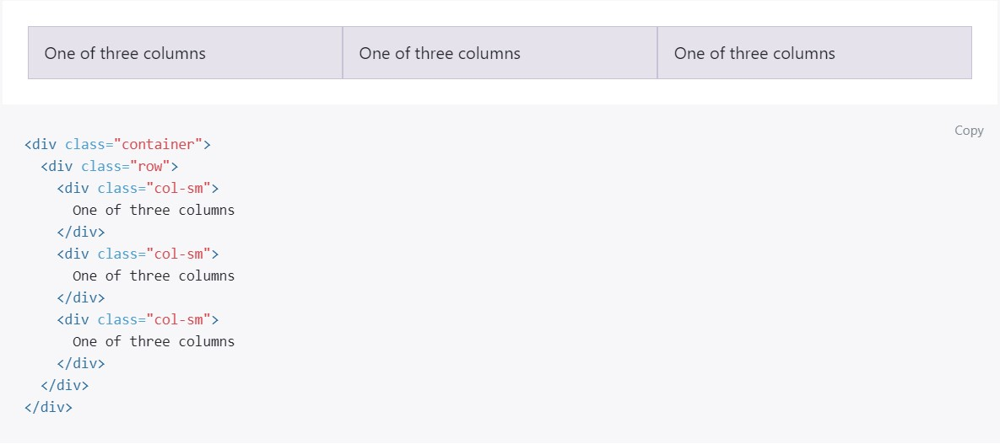 One of three columns One of three columns One of three columns
Copy
<div class="container">
  <div class="row">
    <div class="col-sm">
      One of three columns
    </div>
    <div class="col-sm">
      One of three columns
    </div>
    <div class="col-sm">
      One of three columns
    </div>
  </div>
</div>